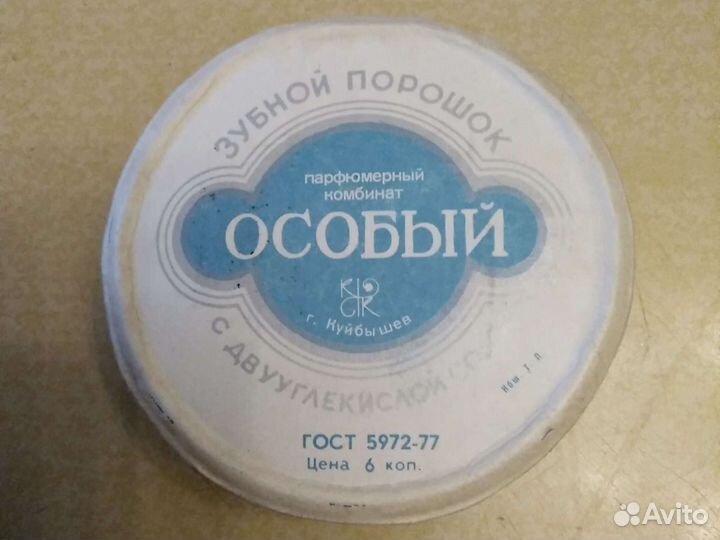 ЗУБНОЙ ПОРОШОК
парфюмерный
комбинат
ОСОБЫЙ
г. Куйбышев
С ДВУУГЛЕКИСЛОЙ
ГОСТ 5972-77
Цена 6 коп.
Avito